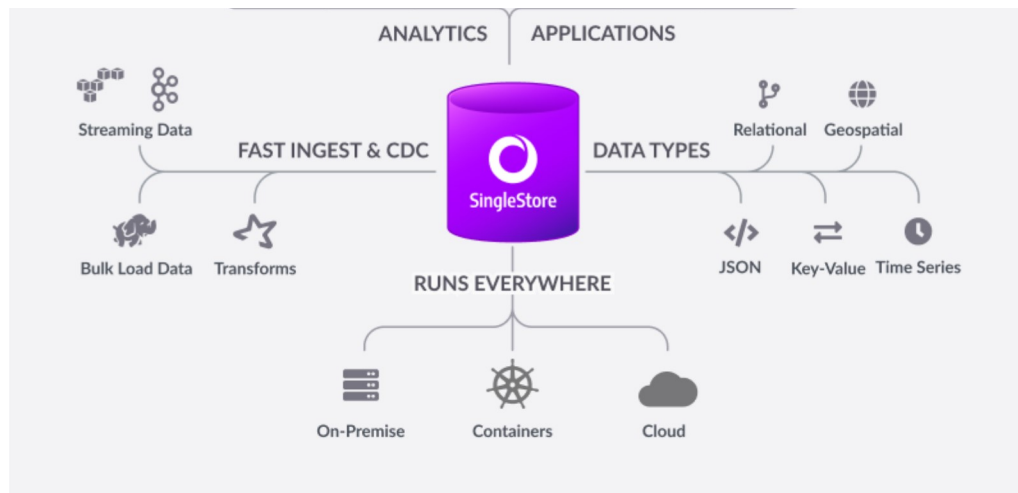 ANALYTICS
APPLICATIONS
Streaming Data
Relational
Geospatial
FAST INGEST & CDC
DATA TYPES
SingleStore
Bulk Load Data
Transforms
JSON
Key-Value
Time Series
RUNS EVERYWHERE
On-Premise
Containers
Cloud